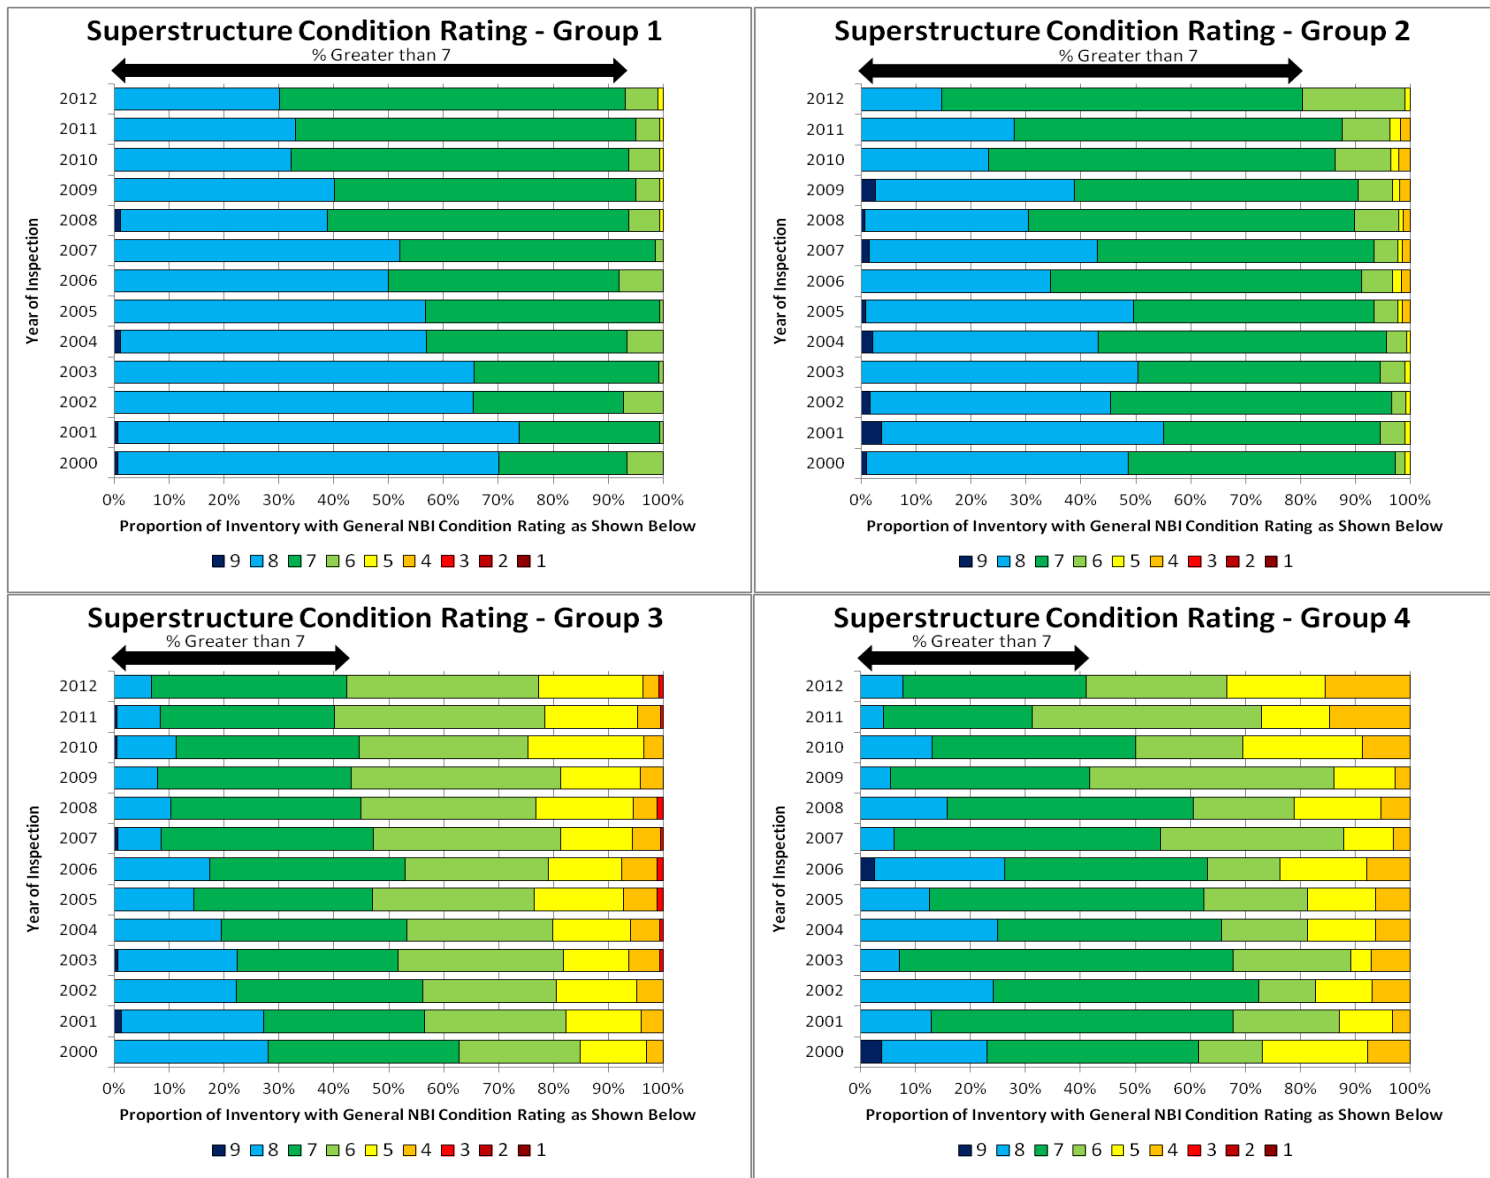 Superstructure Condition Rating - Group 1
% Greater than 7
Year of Inspection
2012
2011
2010
2009
2008
2007
2006
2005
2004
2003
2002
2001
2000
0% 10% 20% 30% 40% 50% 60% 70% 80% 90% 100%
Proportion of Inventory with General NBI Condition Rating as Shown Below
9 8 7 6 5 4 3 2 1
Superstructure Condition Rating - Group 2
% Greater than 7
Year of Inspection
2012
2011
2010
2009
2008
2007
2006
2005
2004
2003
2002
2001
2000
0% 10% 20% 30% 40% 50% 60% 70% 80% 90% 100%
Proportion of Inventory with General NBI Condition Rating as Shown Below
9 8 7 6 5 4 3 2 1
Superstructure Condition Rating - Group 3
% Greater than 7
Year of Inspection
2012
2011
2010
2009
2008
2007
2006
2005
2004
2003
2002
2001
2000
0% 10% 20% 30% 40% 50% 60% 70% 80% 90% 100%
Proportion of Inventory with General NBI Condition Rating as Shown Below
9 8 7 6 5 4 3 2 1
Superstructure Condition Rating - Group 4
% Greater than 7
Year of Inspection
2012
2011
2010
2009
2008
2007
2006
2005
2004
2003
2002
2001
2000
0% 10% 20% 30% 40% 50% 60% 70% 80% 90% 100%
Proportion of Inventory with General NBI Condition Rating as Shown Below
9 8 7 6 5 4 3 2 1